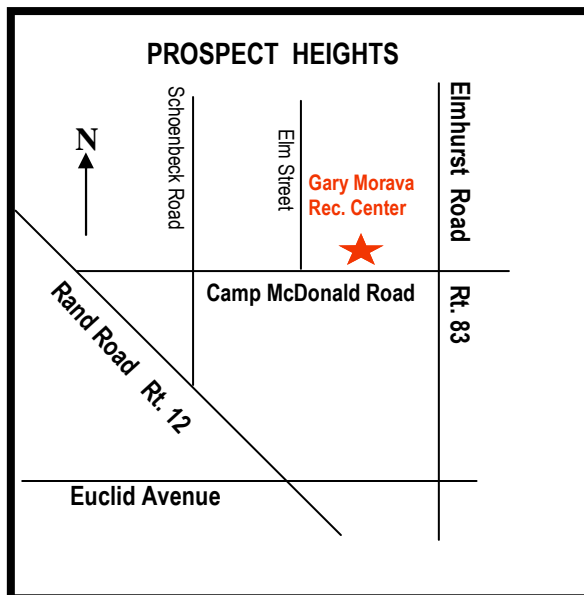 PROSPECT HEIGHTS
Schoenbeck Road
Elm Street
Elmhurst Road
N
Gary Morava
Rec. Center
Camp McDonald Road
Rt. 83
Rand Road Rt. 12
Euclid Avenue